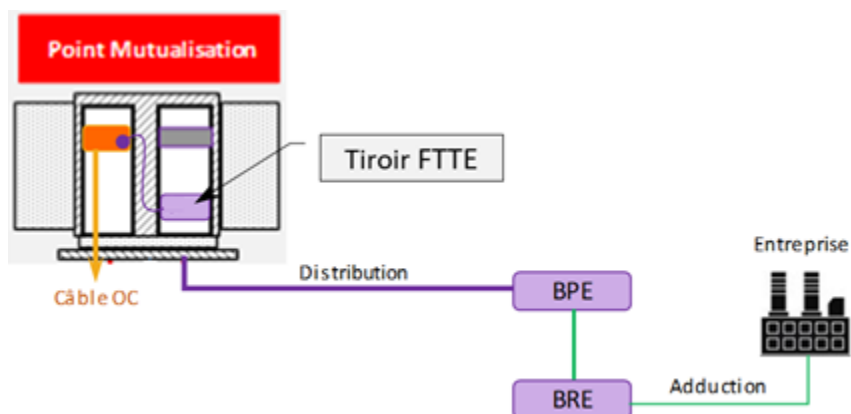 Point Mutualisation
Tiroir FTTE
Entreprise
Distribution
Câble OC
BPE
Adduction
BRE